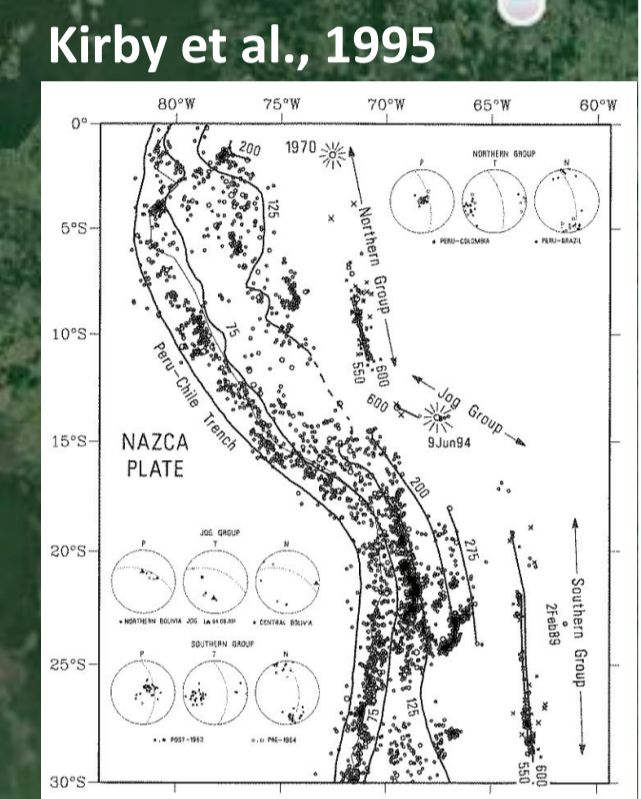 Kirby et al., 1995
80°W 75°W 70°W 65°W 60°W
0°
5°S
10°S
15°S
20°S
25°S
30°S
200
1970
125
Northern Group
NORTHERN GROUP
P T N
PERU-COLOMBIA PERU-BRAZIL
75
550
600
Peru-Chile Trench
600
Jog Group
9Jun94
NAZCA
PLATE
200
275
JOG GROUP
P T N
NORTHERN BOLIVIA JOG CENTRAL BOLIVIA
Southern Group
2Feb89
SOUTHERN GROUP
P T N
POST-1963 PRE-1964
75
125
550
600